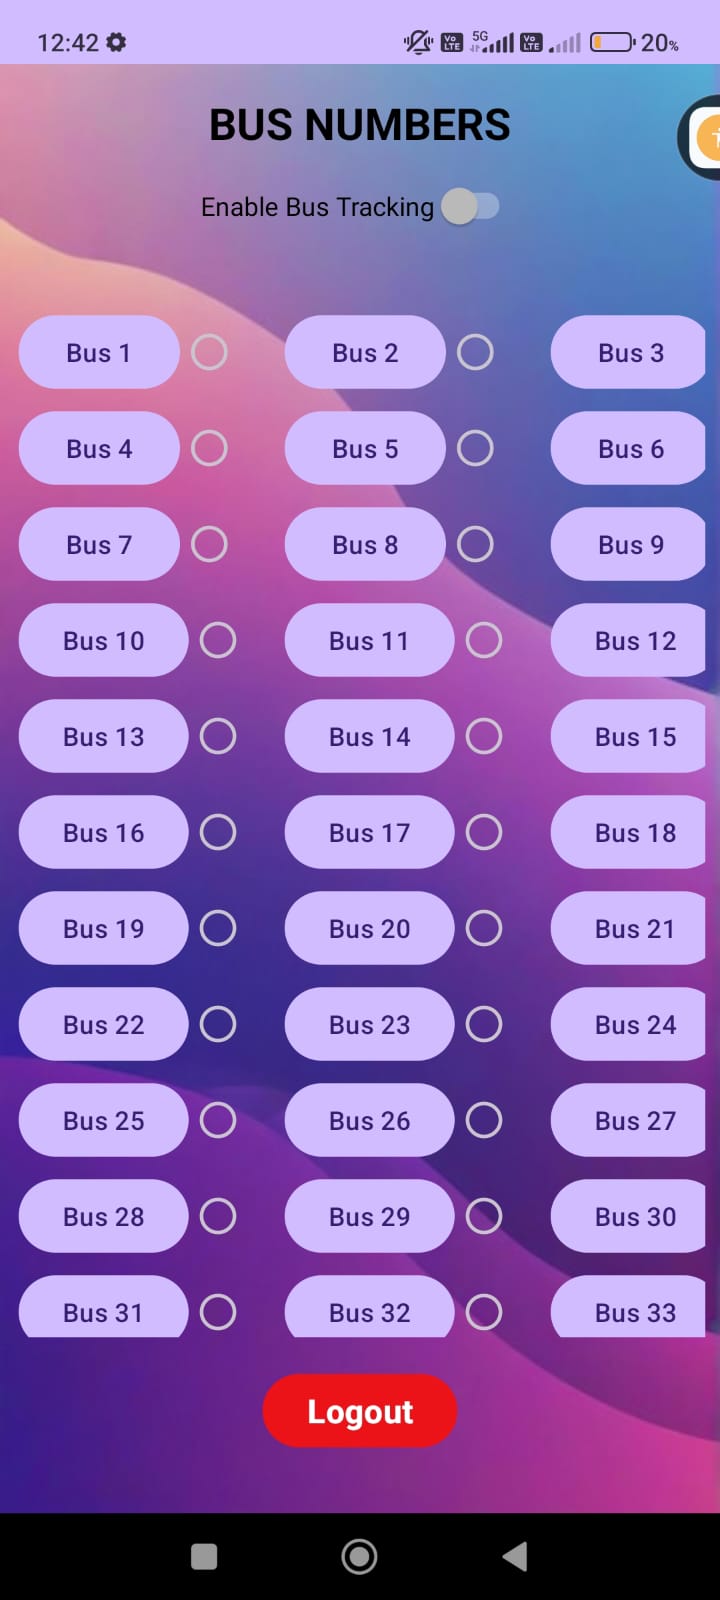 12:42 Vo LTE 5G Vo LTE 20%
BUS NUMBERS
Enable Bus Tracking
Bus 1 Bus 2 Bus 3
Bus 4 Bus 5 Bus 6
Bus 7 Bus 8 Bus 9
Bus 10 Bus 11 Bus 12
Bus 13 Bus 14 Bus 15
Bus 16 Bus 17 Bus 18
Bus 19 Bus 20 Bus 21
Bus 22 Bus 23 Bus 24
Bus 25 Bus 26 Bus 27
Bus 28 Bus 29 Bus 30
Bus 31 Bus 32 Bus 33
Logout